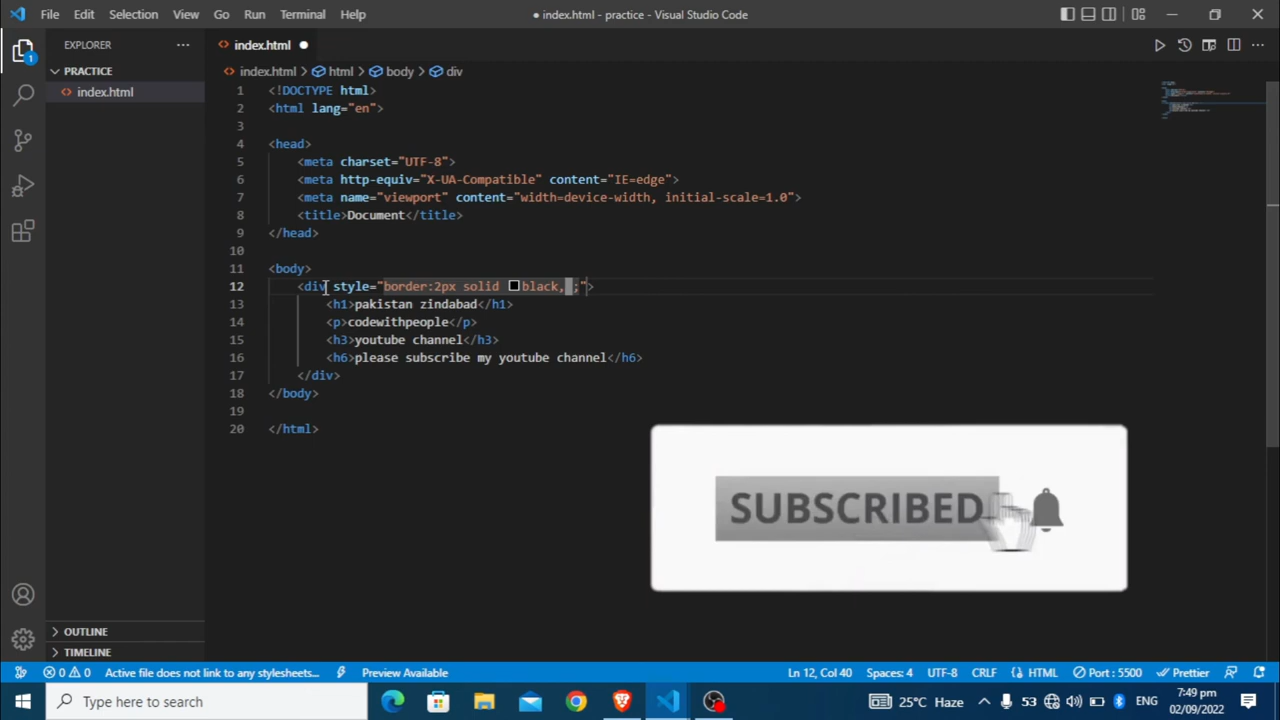 File Edit Selection View Go Run Terminal Help
● index.html - practice - Visual Studio Code
EXPLORER
PRACTICE
index.html
OUTLINE
TIMELINE
1
index.html
index.html > html > body > div
1 <!DOCTYPE html>
2 <html lang="en">
3
4 <head>
5 <meta charset="UTF-8">
6 <meta http-equiv="X-UA-Compatible" content="IE=edge">
7 <meta name="viewport" content="width=device-width, initial-scale=1.0">
8 <title>Document</title>
9 </head>
10
11 <body>
12 <div style="border:2px solid black, ;">
13 <h1>pakistan zindabad</h1>
14 <p>codewithpeople</p>
15 <h3>youtube channel</h3>
16 <h6>please subscribe my youtube channel</h6>
17 </div>
18 </body>
19
20 </html>
SUBSCRIBED
0 0 Active file does not link to any stylesheets... Preview Available Ln 12, Col 40 Spaces: 4 UTF-8 CRLF HTML Port : 5500 Prettier
Type here to search
25°C Haze 53 ENG
7:49 pm
02/09/2022